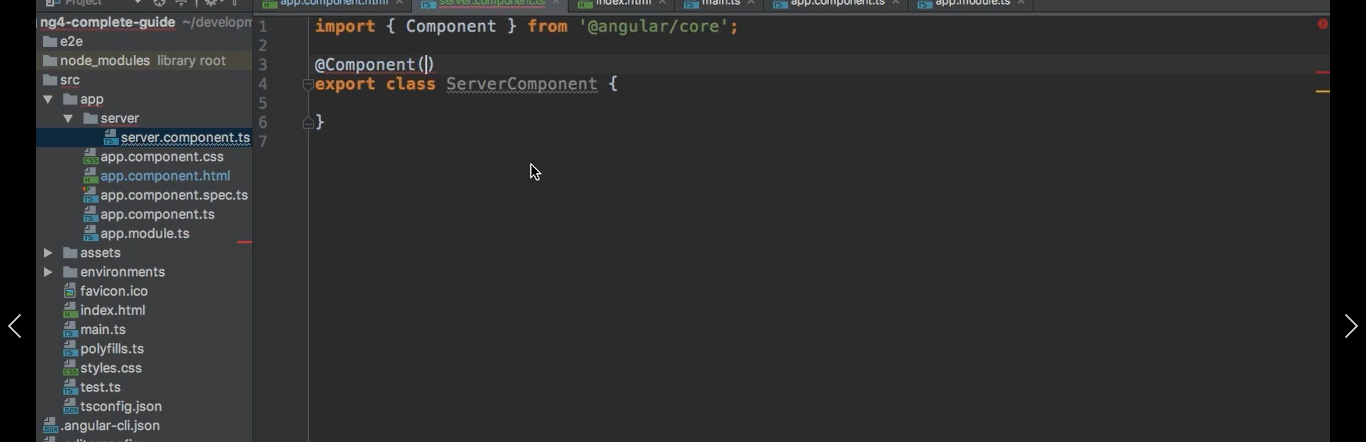 Project
app.component.html server.component.ts index.html main.ts app.component.ts app.module.ts
ng4-complete-guide ~/developm
e2e
node_modules library root
src
app
server
server.component.ts
app.component.css
app.component.html
app.component.spec.ts
app.component.ts
app.module.ts
assets
environments
favicon.ico
index.html
main.ts
polyfills.ts
styles.css
test.ts
tsconfig.json
.angular-cli.json
1 import { Component } from '@angular/core';
2
3 @Component()
4 export class ServerComponent {
5
6 }
7